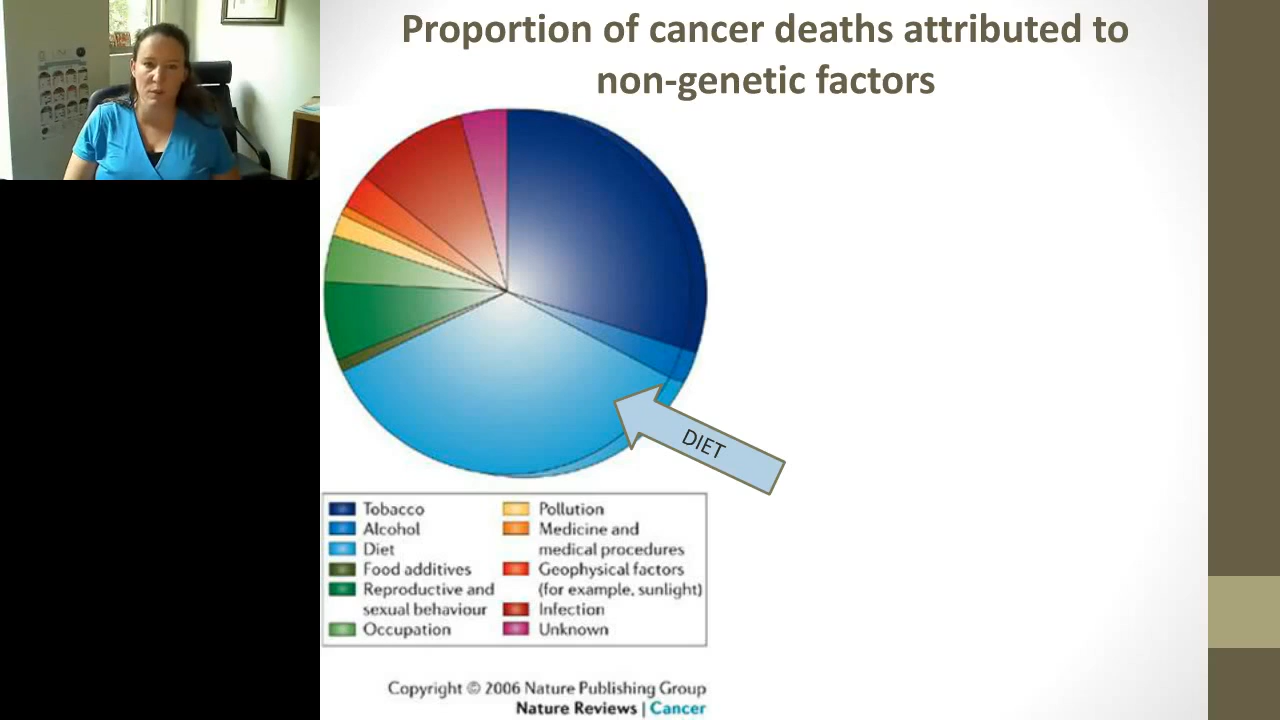 Proportion of cancer deaths attributed to
non-genetic factors
DIET
Tobacco
Alcohol
Diet
Food additives
Reproductive and
sexual behaviour
Occupation
Pollution
Medicine and
medical procedures
Geophysical factors
(for example, sunlight)
Infection
Unknown
Copyright © 2006 Nature Publishing Group
Nature Reviews | Cancer